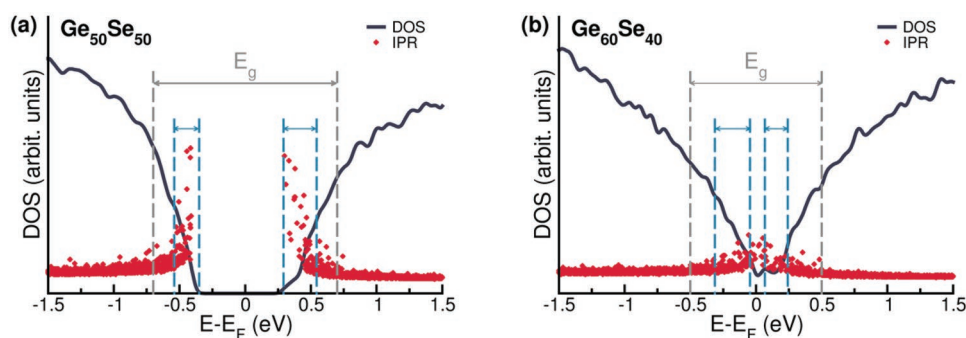 (a) Ge50Se50
DOS
IPR
Eg
DOS (arbit. units)
-1.5 -1 -0.5 0 0.5 1 1.5
E-EF (eV)
(b) Ge60Se40
DOS
IPR
Eg
DOS (arbit. units)
-1.5 -1 -0.5 0 0.5 1 1.5
E-EF (eV)